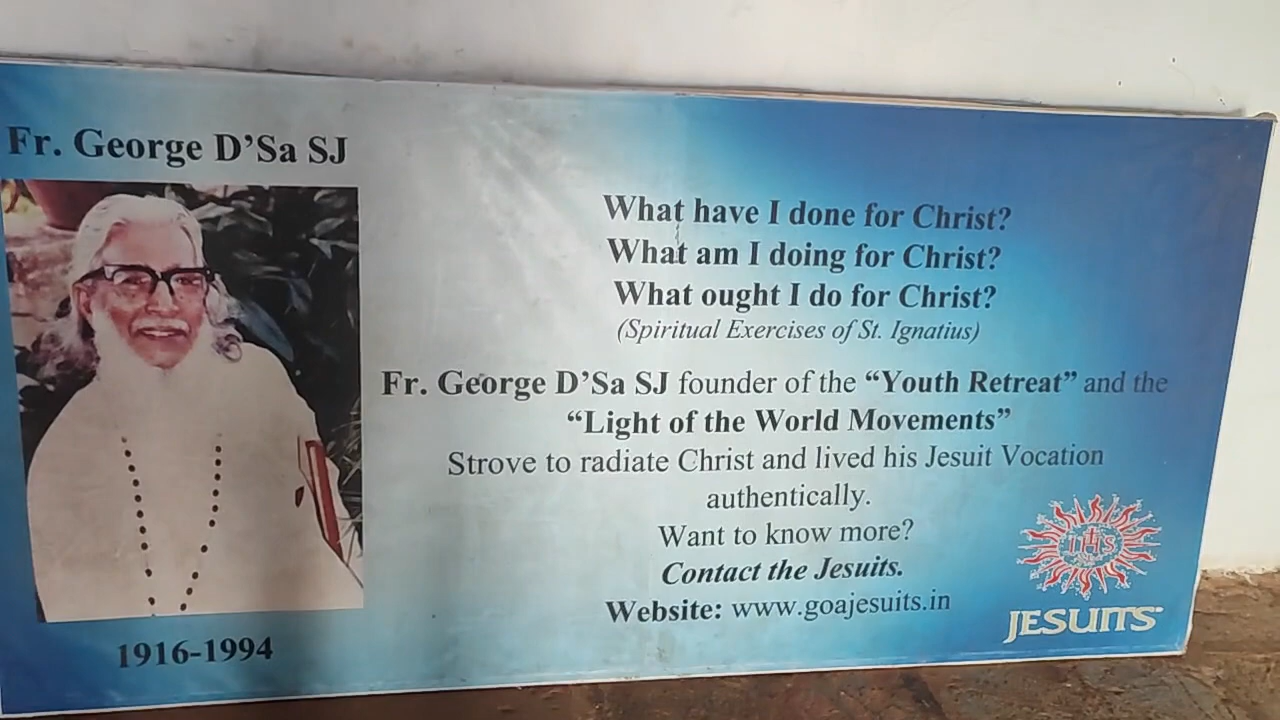 Fr. George D'Sa SJ
1916-1994
What have I done for Christ?
What am I doing for Christ?
What ought I do for Christ?
(Spiritual Exercises of St. Ignatius)
Fr. George D'Sa SJ founder of the “Youth Retreat” and the
“Light of the World Movements”
Strove to radiate Christ and lived his Jesuit Vocation
authentically.
Want to know more?
Contact the Jesuits.
Website: www.goajesuits.in
IHS
JESUITS